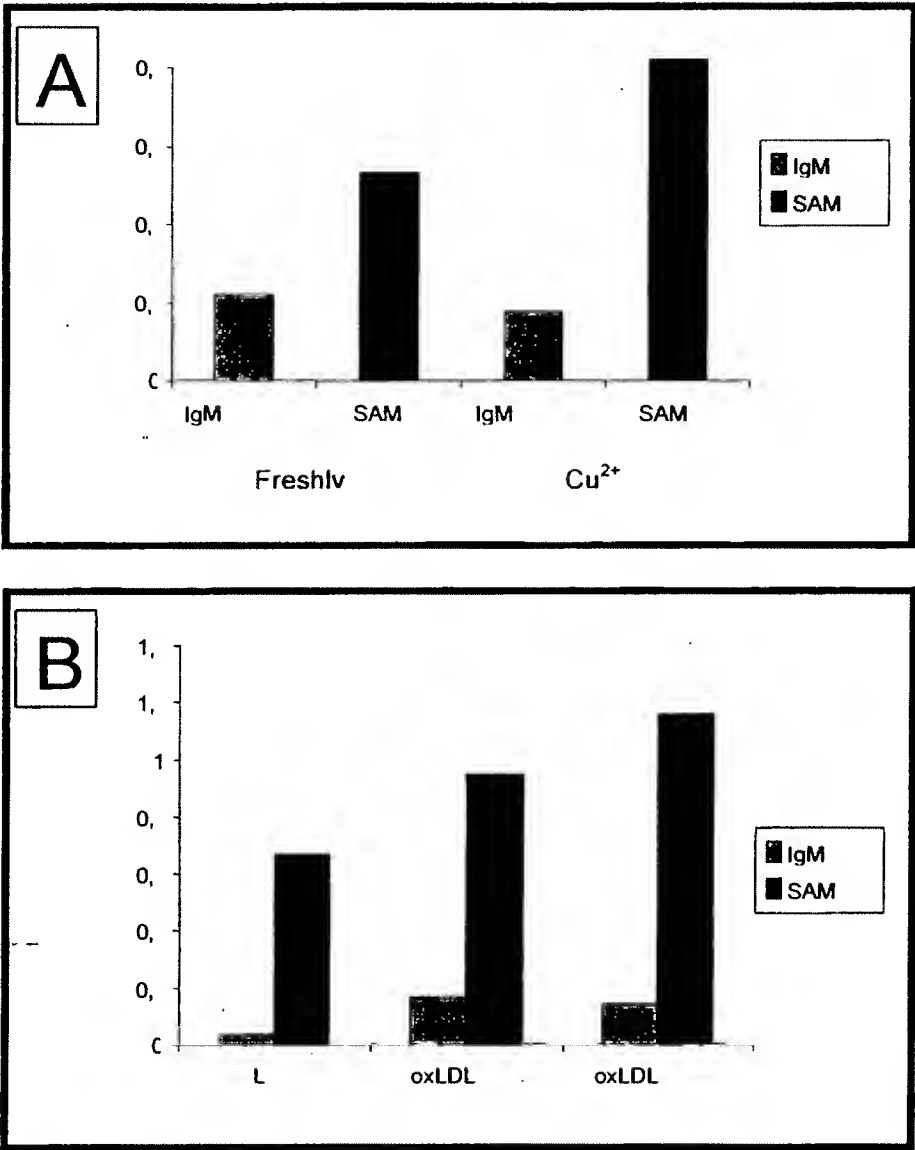 A
0,
0,
0,
0,
IgM SAM IgM SAM
Freshlv Cu²⁺
IgM
SAM
B
1,
1,
1
0,
0,
0,
0,
L oxLDL oxLDL
IgM
SAM